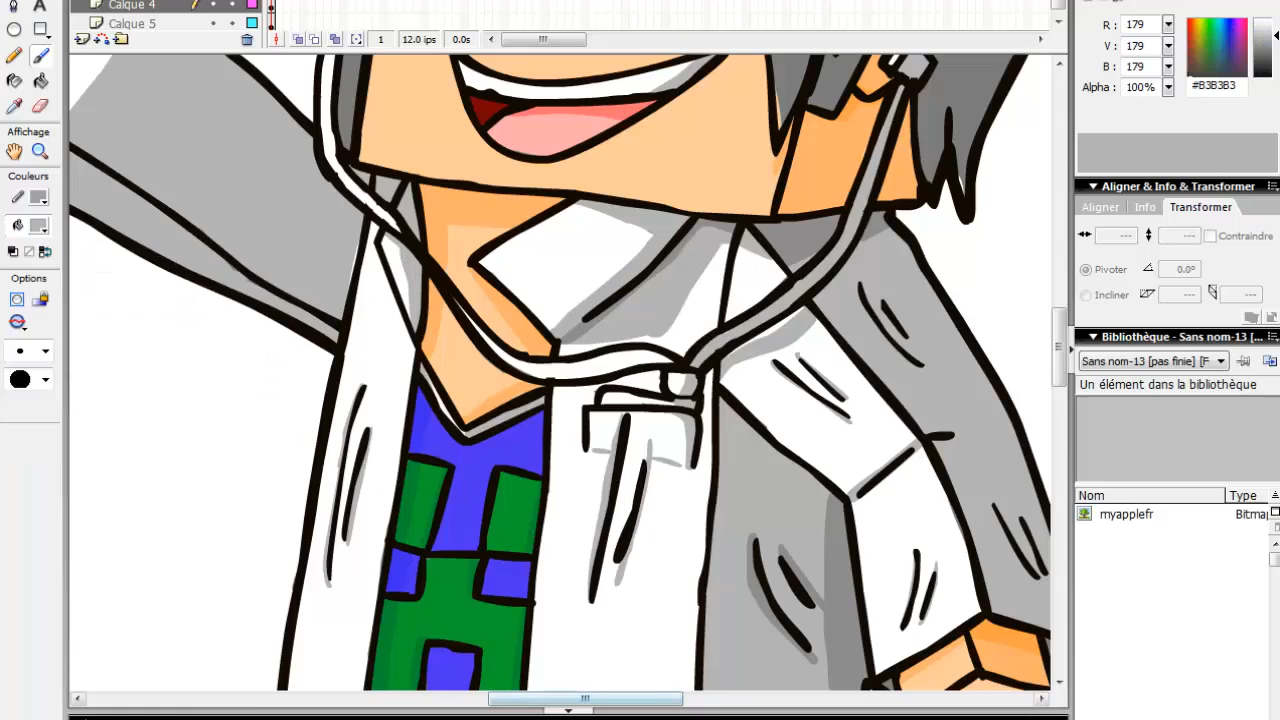 Calque 4
Calque 5
1 12.0 ips 0.0s
Affichage
Couleurs
Options
R : 179
V : 179
B : 179
Alpha : 100%
#B3B3B3
Aligner & Info & Transformer
Aligner Info Transformer
--- --- Contraindre
Pivoter 0.0°
Incliner --- ---
Bibliothèque - Sans nom-13 [...
Sans nom-13 [pas finie] [F
Un élément dans la bibliothèque
Nom Type
myapplefr Bitma